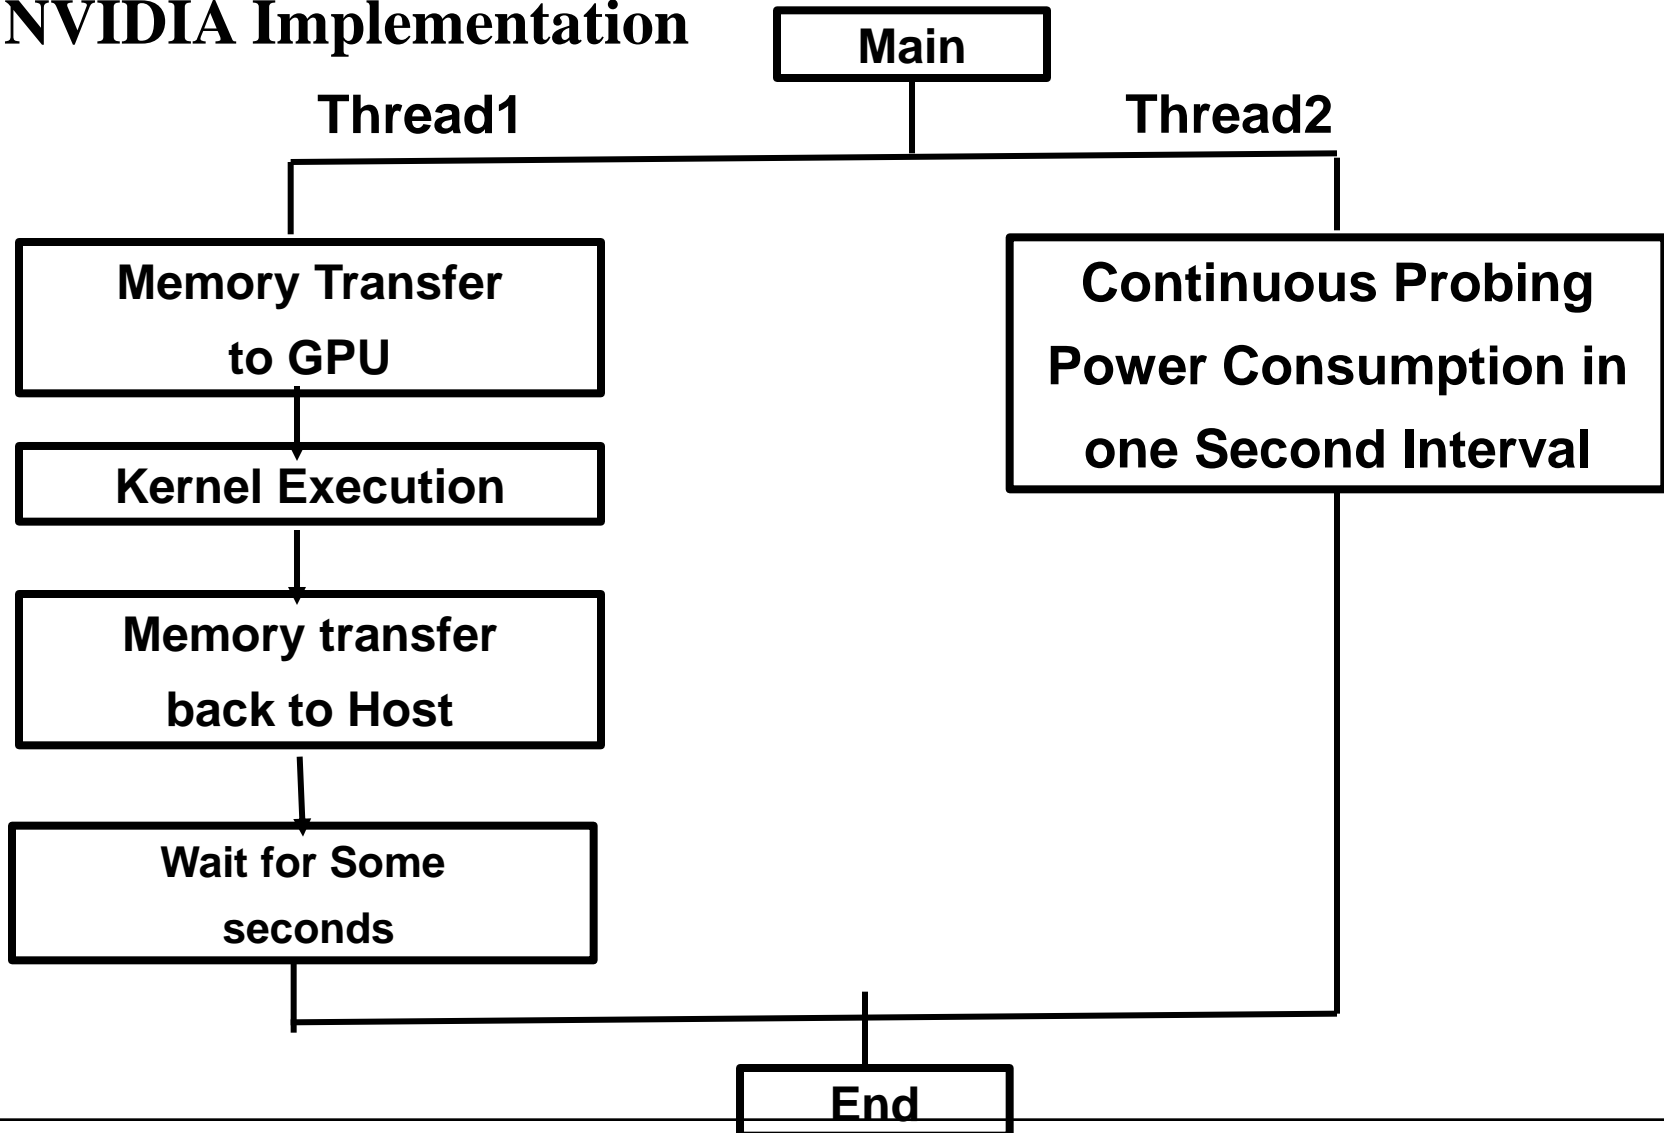 NVIDIA Implementation
Main
Thread1
Thread2
Memory Transfer
to GPU
Kernel Execution
Memory transfer
back to Host
Wait for Some
seconds
Continuous Probing
Power Consumption in
one Second Interval
End